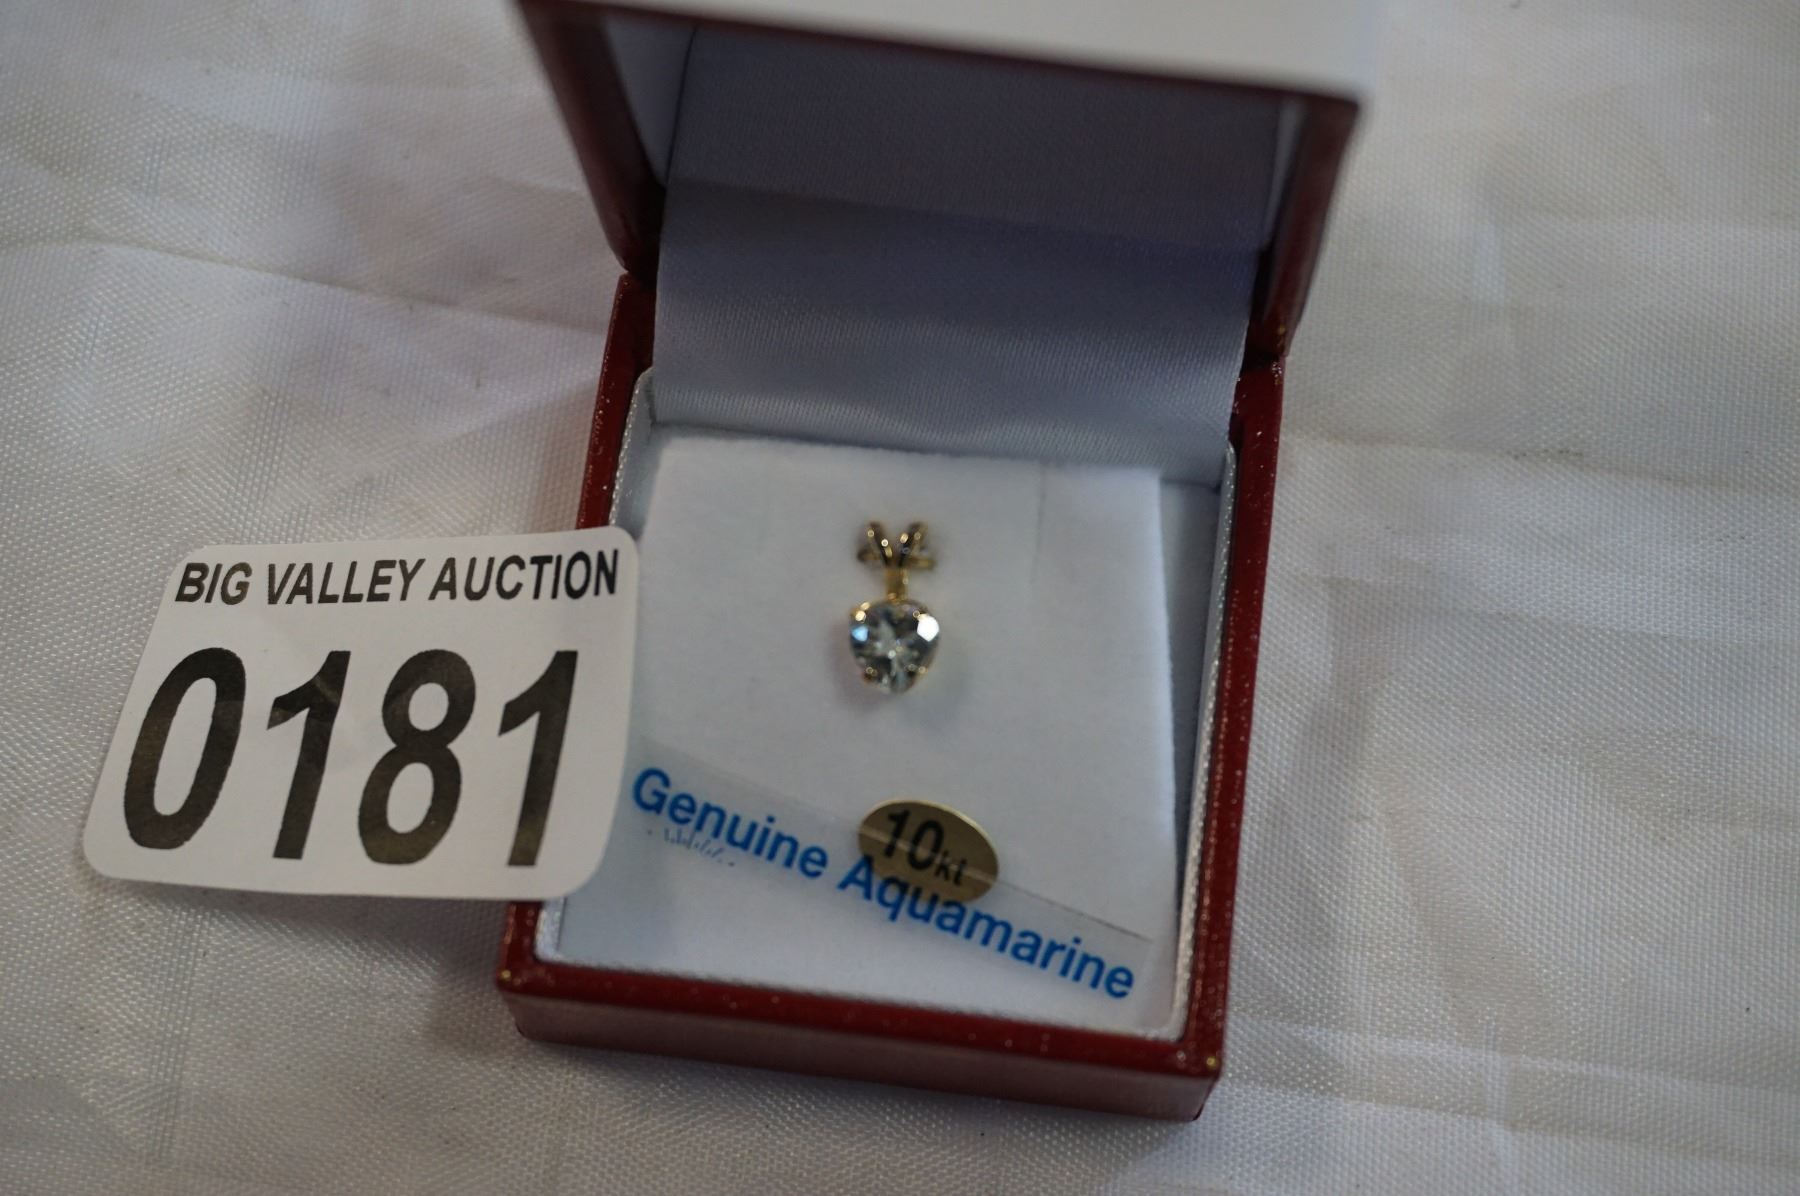 BIG VALLEY AUCTION
0181
10kt
Genuine Aquamarine